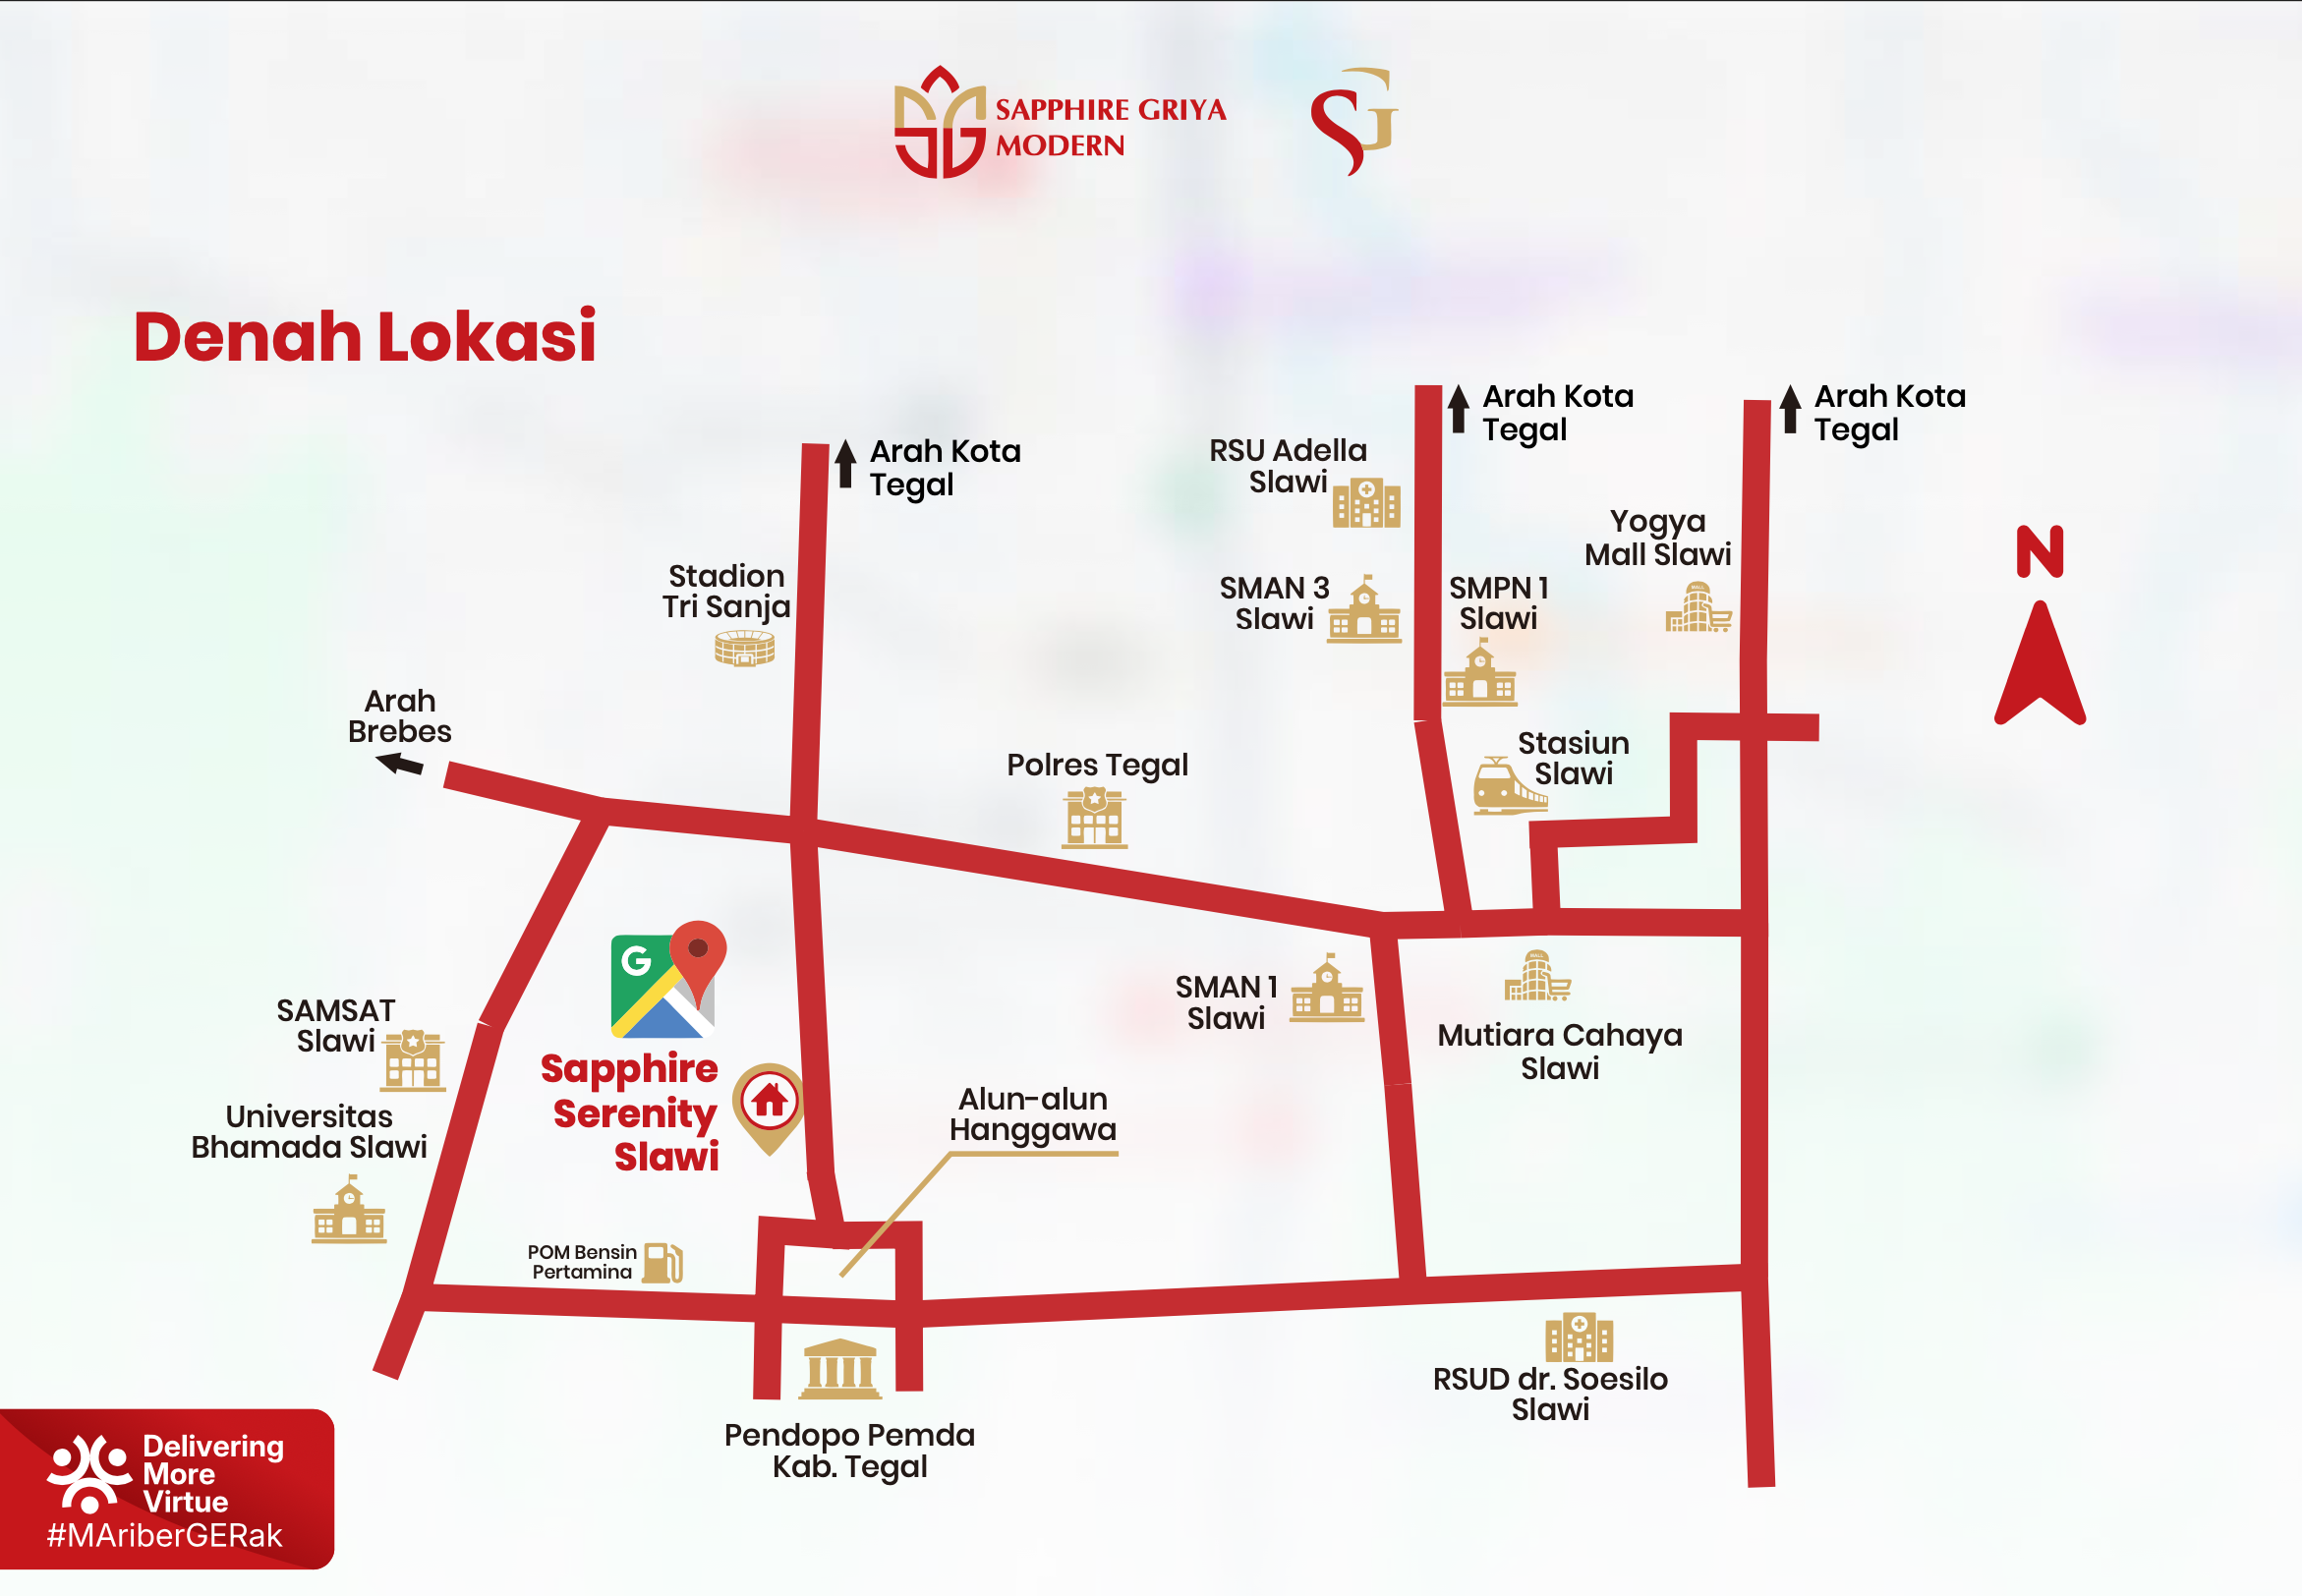 SAPPHIRE GRIYA
MODERN
SG
Denah Lokasi
Arah Kota
Tegal
Arah Kota
Tegal
Arah Kota
Tegal
RSU Adella
Slawi
Yogya
Mall Slawi
N
Stadion
Tri Sanja
SMAN 3
Slawi
SMPN 1
Slawi
Arah
Brebes
Polres Tegal
Stasiun
Slawi
G
SAMSAT
Slawi
Sapphire
Serenity
Slawi
SMAN 1
Slawi
Mutiara Cahaya
Slawi
Universitas
Bhamada Slawi
Alun-alun
Hanggawa
POM Bensin
Pertamina
RSUD dr. Soesilo
Slawi
Pendopo Pemda
Kab. Tegal
Delivering
More
Virtue
#MAriberGERak